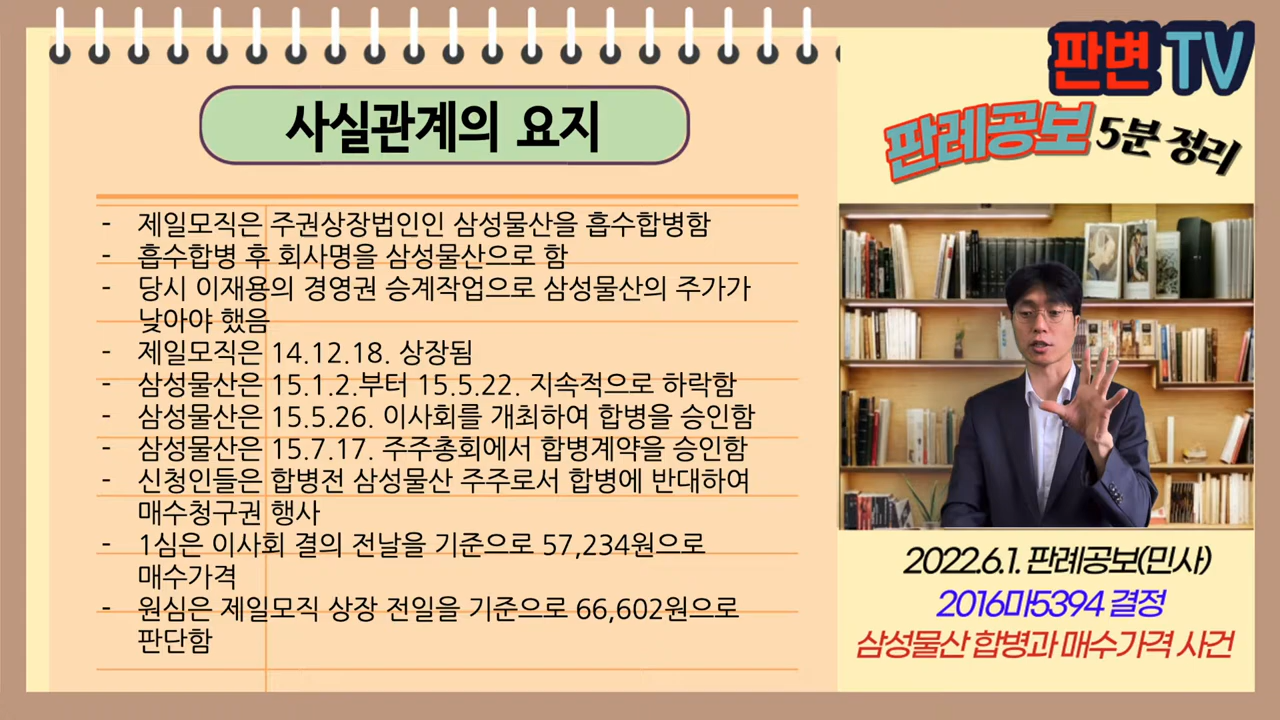 사실관계의 요지
- 제일모직은 주권상장법인인 삼성물산을 흡수합병함
- 흡수합병 후 회사명을 삼성물산으로 함
- 당시 이재용의 경영권 승계작업으로 삼성물산의 주가가
낮아야 했음
- 제일모직은 14.12.18. 상장됨
- 삼성물산은 15.1.2.부터 15.5.22. 지속적으로 하락함
- 삼성물산은 15.5.26. 이사회를 개최하여 합병을 승인함
- 삼성물산은 15.7.17. 주주총회에서 합병계약을 승인함
- 신청인들은 합병전 삼성물산 주주로서 합병에 반대하여
매수청구권 행사
- 1심은 이사회 결의 전날을 기준으로 57,234원으로
매수가격
- 원심은 제일모직 상장 전일을 기준으로 66,602원으로
판단함
판변 TV
판례공보 5분 정리
2022.6.1. 판례공보(민사)
2016마5394 결정
삼성물산 합병과 매수가격 사건